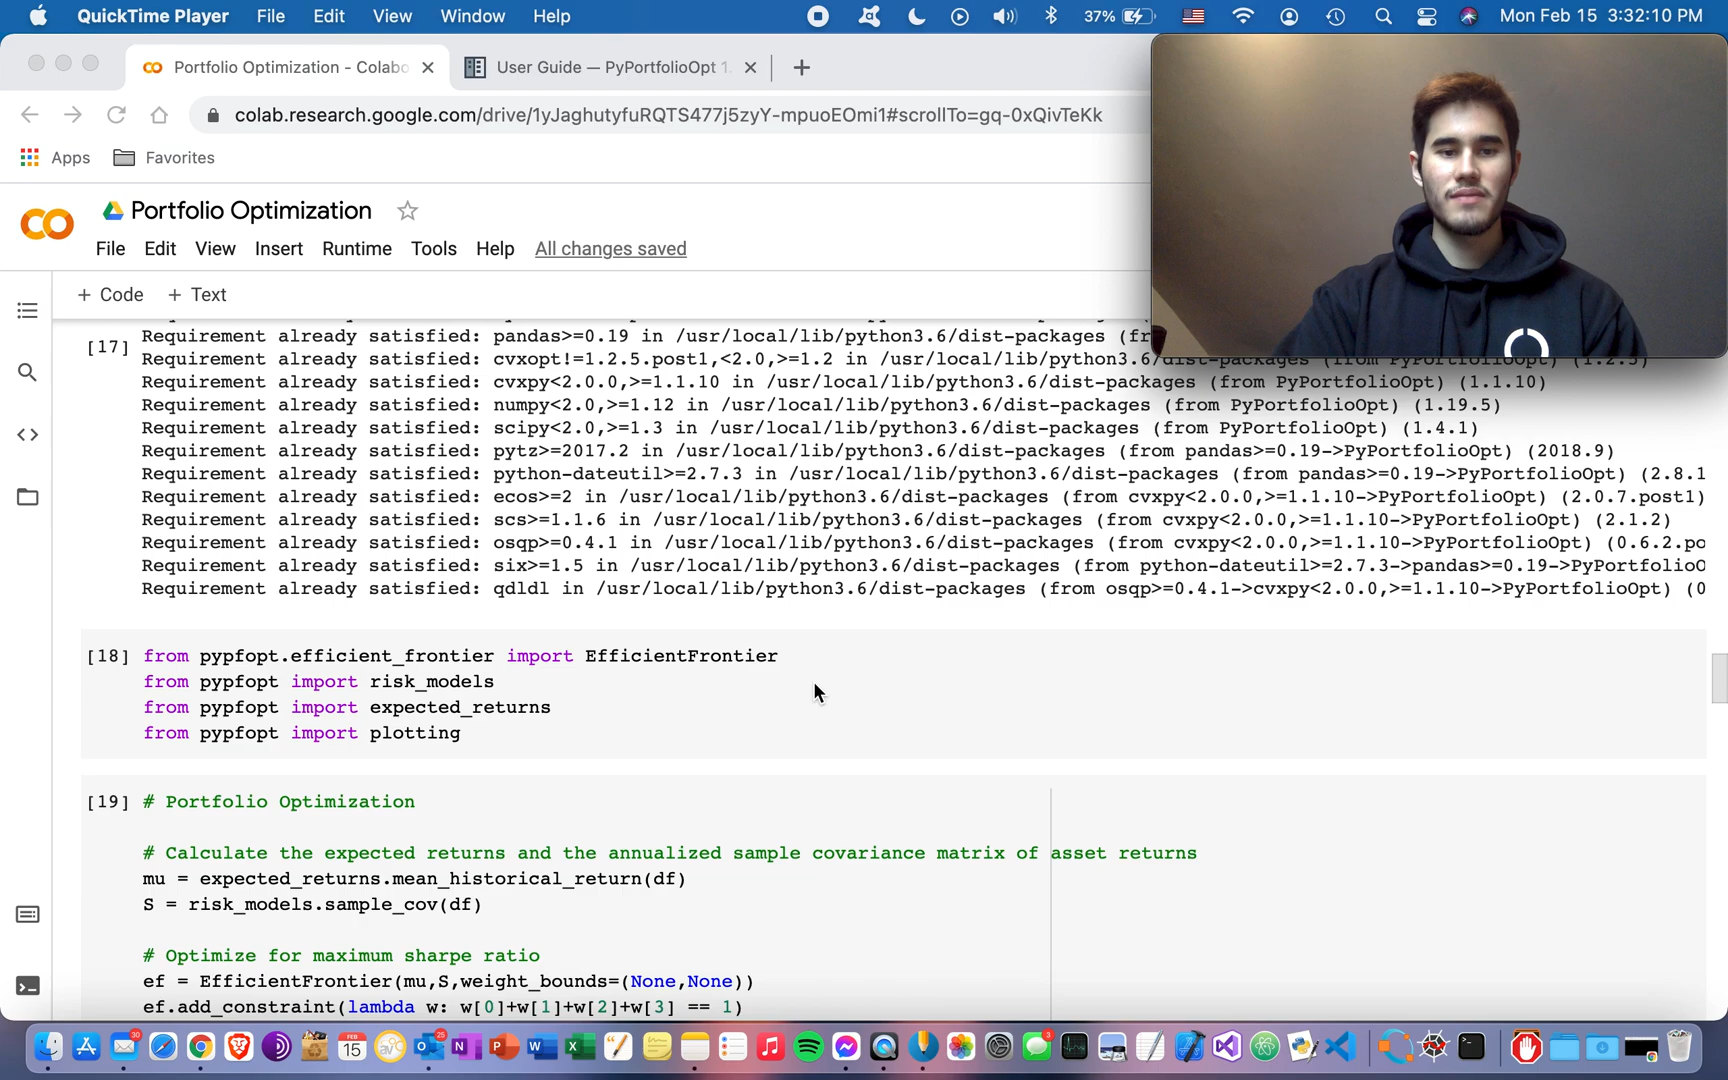 QuickTime Player File Edit View Window Help 37% Mon Feb 15 3:32:10 PM
Portfolio Optimization - Colabo User Guide — PyPortfolioOpt 1.
colab.research.google.com/drive/1yJaghutyfuRQTS477j5zyY-mpuoEOmi1#scrollTo=gq-0xQivTeKk
Apps Favorites
Portfolio Optimization
File Edit View Insert Runtime Tools Help All changes saved
+ Code + Text
[17] Requirement already satisfied: pandas>=0.19 in /usr/local/lib/python3.6/dist-packages (fr
Requirement already satisfied: cvxopt!=1.2.5.post1,<2.0,>=1.2 in /usr/local/lib/python3.6/dist-packages (from PyPortfolioOpt)
Requirement already satisfied: cvxpy<2.0.0,>=1.1.10 in /usr/local/lib/python3.6/dist-packages (from PyPortfolioOpt) (1.1.10)
Requirement already satisfied: numpy<2.0,>=1.12 in /usr/local/lib/python3.6/dist-packages (from PyPortfolioOpt) (1.19.5)
Requirement already satisfied: scipy<2.0,>=1.3 in /usr/local/lib/python3.6/dist-packages (from PyPortfolioOpt) (1.4.1)
Requirement already satisfied: pytz>=2017.2 in /usr/local/lib/python3.6/dist-packages (from pandas>=0.19->PyPortfolioOpt) (2018.9)
Requirement already satisfied: python-dateutil>=2.7.3 in /usr/local/lib/python3.6/dist-packages (from pandas>=0.19->PyPortfolioOpt) (2.8.1
Requirement already satisfied: ecos>=2 in /usr/local/lib/python3.6/dist-packages (from cvxpy<2.0.0,>=1.1.10->PyPortfolioOpt) (2.0.7.post1)
Requirement already satisfied: scs>=1.1.6 in /usr/local/lib/python3.6/dist-packages (from cvxpy<2.0.0,>=1.1.10->PyPortfolioOpt) (2.1.2)
Requirement already satisfied: osqp>=0.4.1 in /usr/local/lib/python3.6/dist-packages (from cvxpy<2.0.0,>=1.1.10->PyPortfolioOpt) (0.6.2.po
Requirement already satisfied: six>=1.5 in /usr/local/lib/python3.6/dist-packages (from python-dateutil>=2.7.3->pandas>=0.19->PyPortfolioO
Requirement already satisfied: qdldl in /usr/local/lib/python3.6/dist-packages (from osqp>=0.4.1->cvxpy<2.0.0,>=1.1.10->PyPortfolioOpt) (0
[18] from pypfopt.efficient_frontier import EfficientFrontier
from pypfopt import risk_models
from pypfopt import expected_returns
from pypfopt import plotting
[19] # Portfolio Optimization
# Calculate the expected returns and the annualized sample covariance matrix of asset returns
mu = expected_returns.mean_historical_return(df)
S = risk_models.sample_cov(df)
# Optimize for maximum sharpe ratio
ef = EfficientFrontier(mu,S,weight_bounds=(None,None))
ef.add_constraint(lambda w: w[0]+w[1]+w[2]+w[3] == 1)